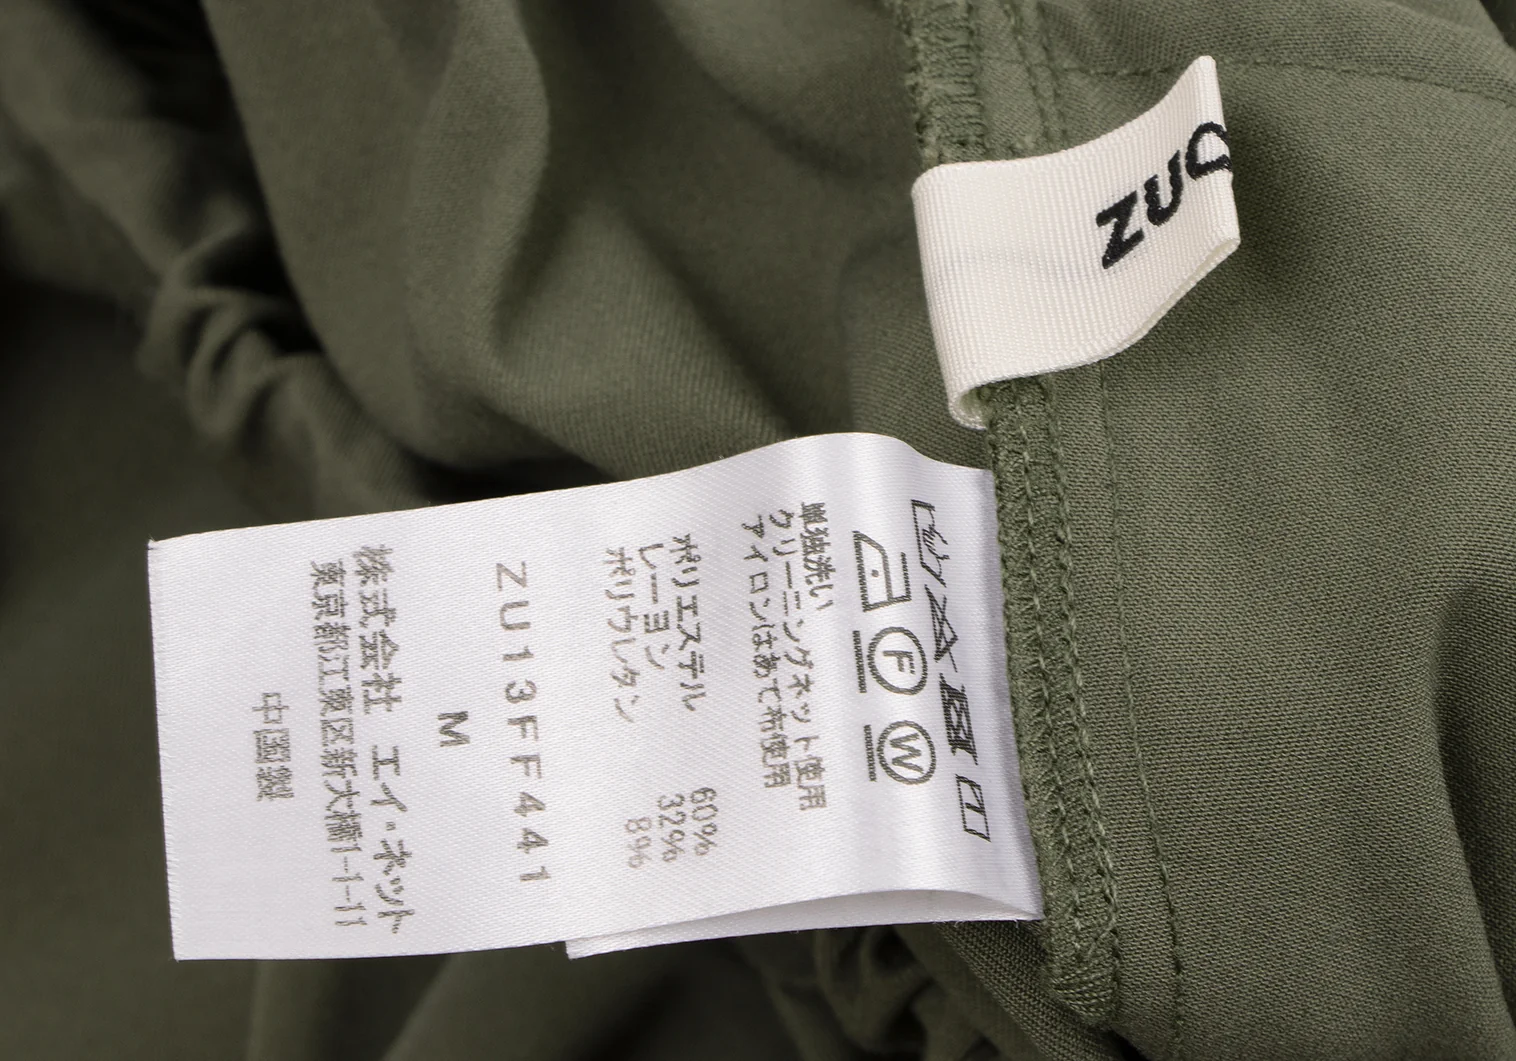 ZUC
F W
単独洗い
クリーニングネット使用
アイロンはあて布使用
ポリエステル 60%
レーヨン 32%
ポリウレタン 8%
ZU13FF441
M
株式会社 エイ・ネット
東京都江東区新大橋1-1-11
中国製